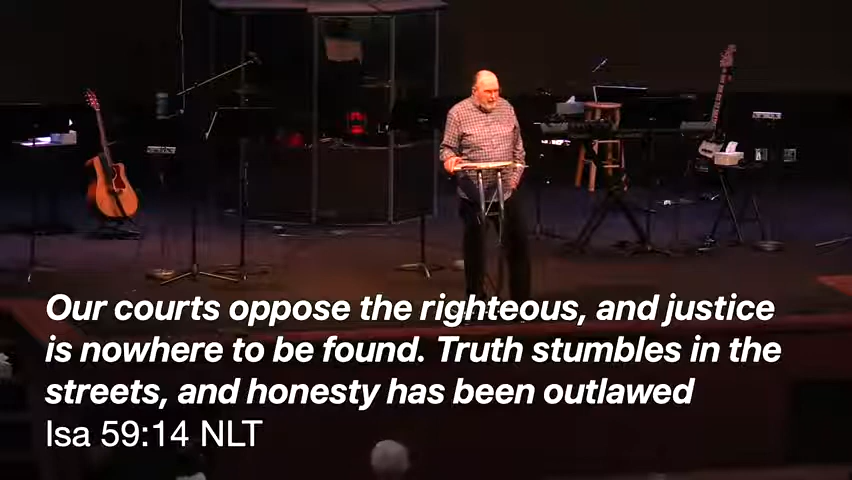 Our courts oppose the righteous, and justice
is nowhere to be found. Truth stumbles in the
streets, and honesty has been outlawed
Isa 59:14 NLT